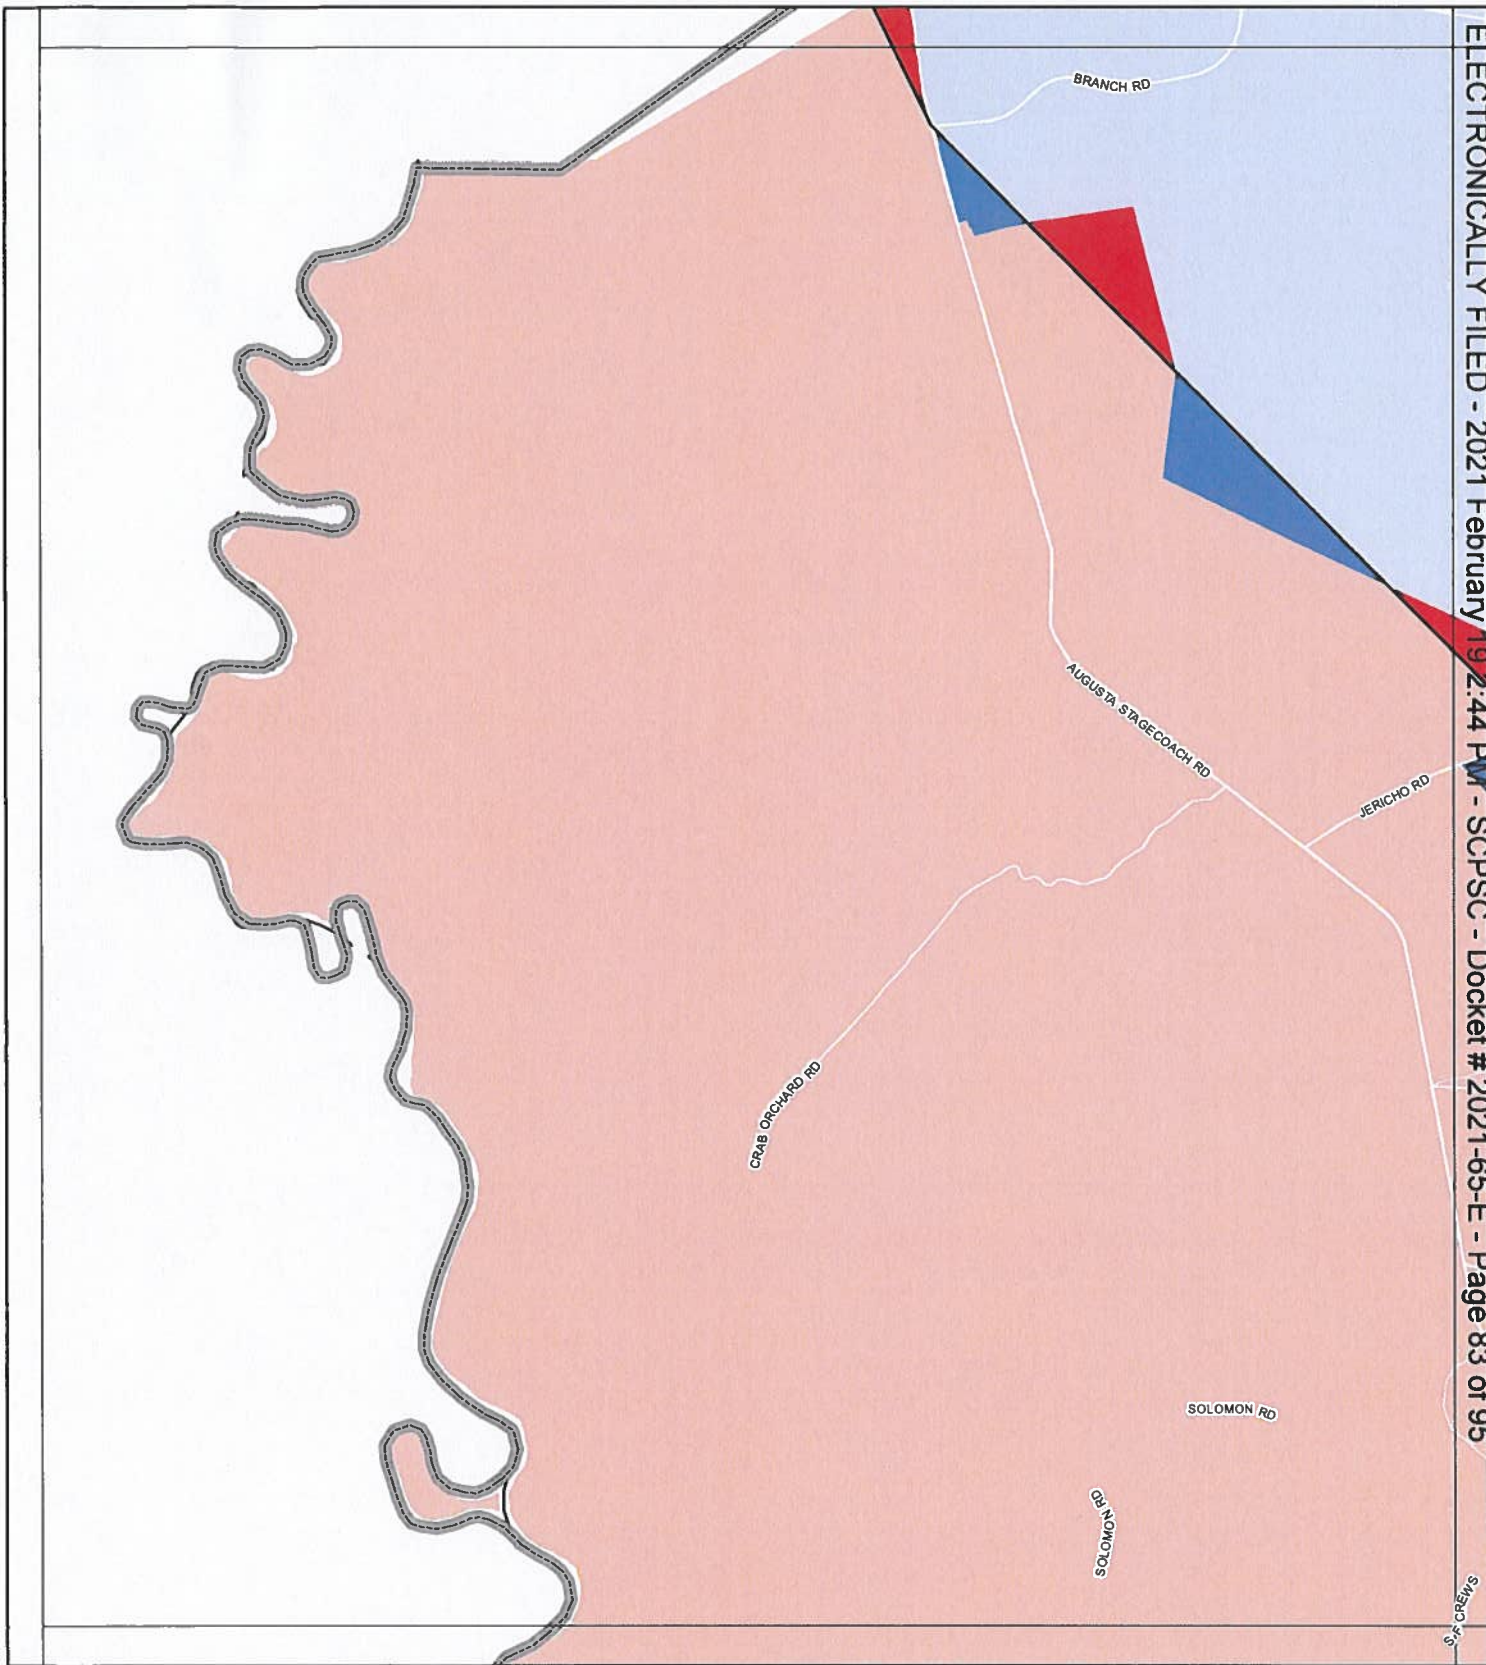 ELECTRONICALLY FILED - 2021 February 19 2:44 PM - SCPSC - Docket # 2021-65-E - Page 83 of 95
BRANCH RD
AUGUSTA STAGECOACH RD
JERICHO RD
CRAB ORCHARD RD
SOLOMON RD
SOLOMON RD
S-F CREWS